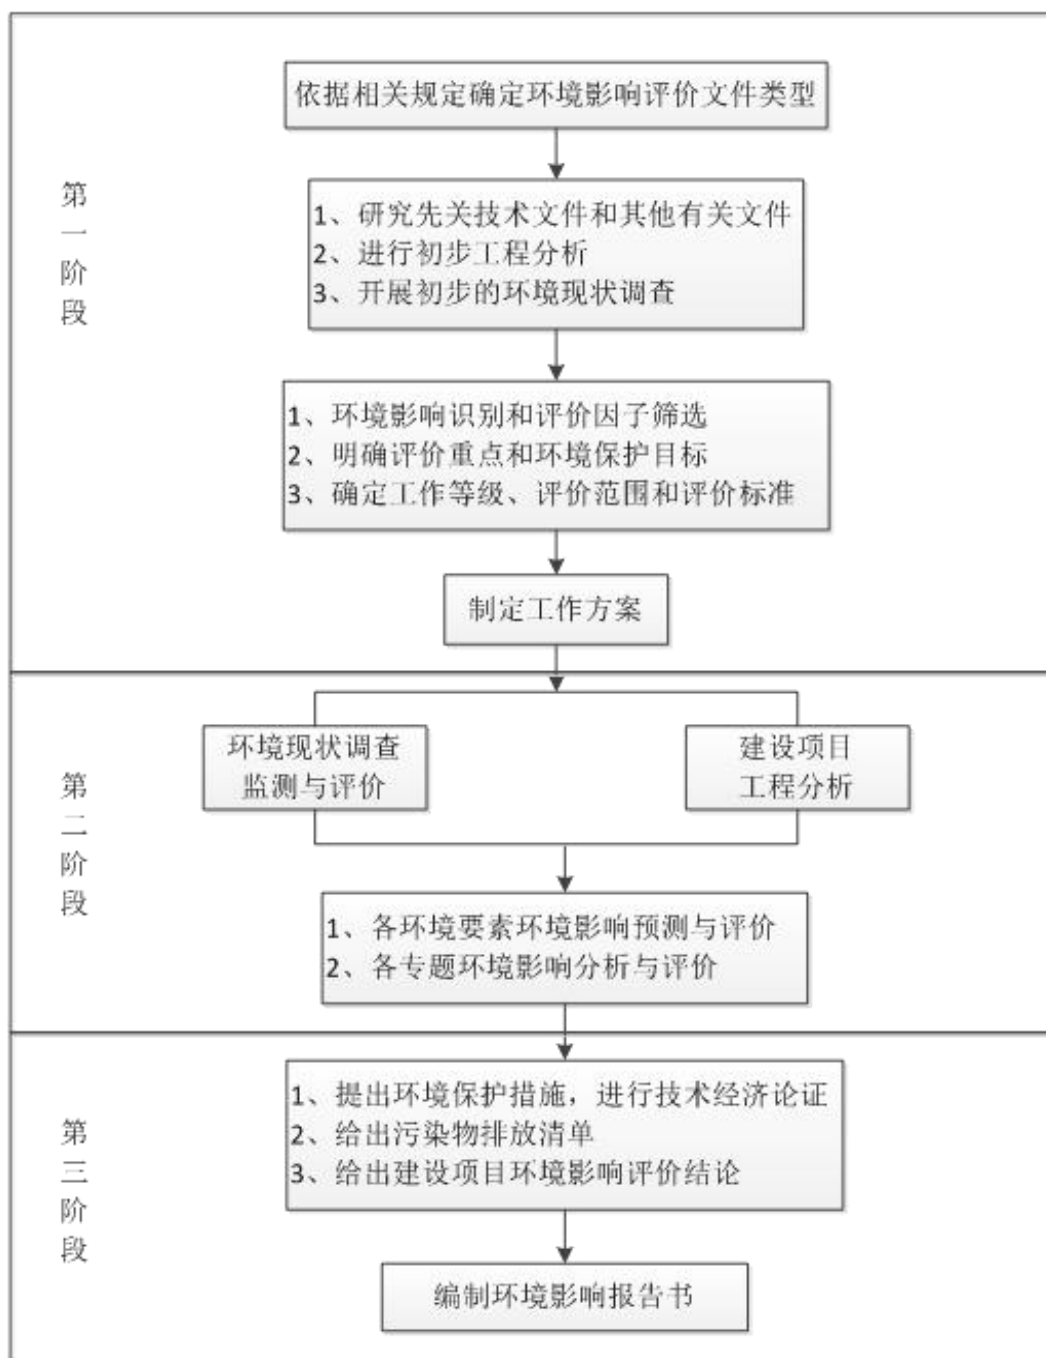 依据相关规定确定环境影响评价文件类型
第一阶段
1、研究先关技术文件和其他有关文件
2、进行初步工程分析
3、开展初步的环境现状调查
1、环境影响识别和评价因子筛选
2、明确评价重点和环境保护目标
3、确定工作等级、评价范围和评价标准
制定工作方案
第二阶段
环境现状调查
监测与评价
建设项目
工程分析
1、各环境要素环境影响预测与评价
2、各专题环境影响分析与评价
第三阶段
1、提出环境保护措施，进行技术经济论证
2、给出污染物排放清单
3、给出建设项目环境影响评价结论
编制环境影响报告书